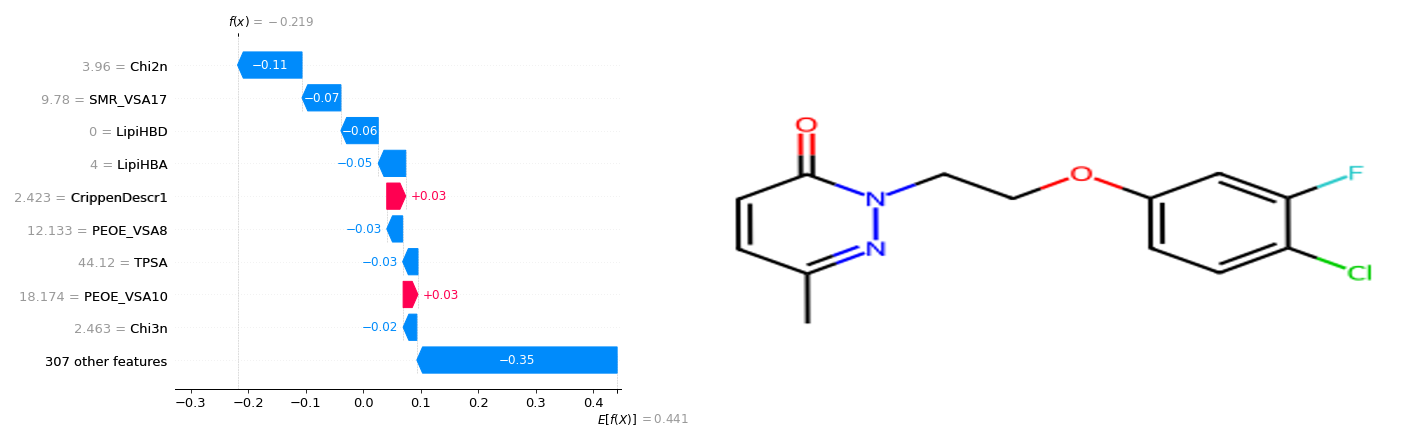 f(x) = −0.219
3.96 = Chi2n
−0.11
9.78 = SMR_VSA17
−0.07
0 = LipiHBD
−0.06
4 = LipiHBA
−0.05
2.423 = CrippenDescr1
+0.03
12.133 = PEOE_VSA8
−0.03
44.12 = TPSA
−0.03
18.174 = PEOE_VSA10
+0.03
2.463 = Chi3n
−0.02
307 other features
−0.35
−0.3 −0.2 −0.1 0.0 0.1 0.2 0.3 0.4
E[f(X)] = 0.441
O
N
N
O
F
Cl